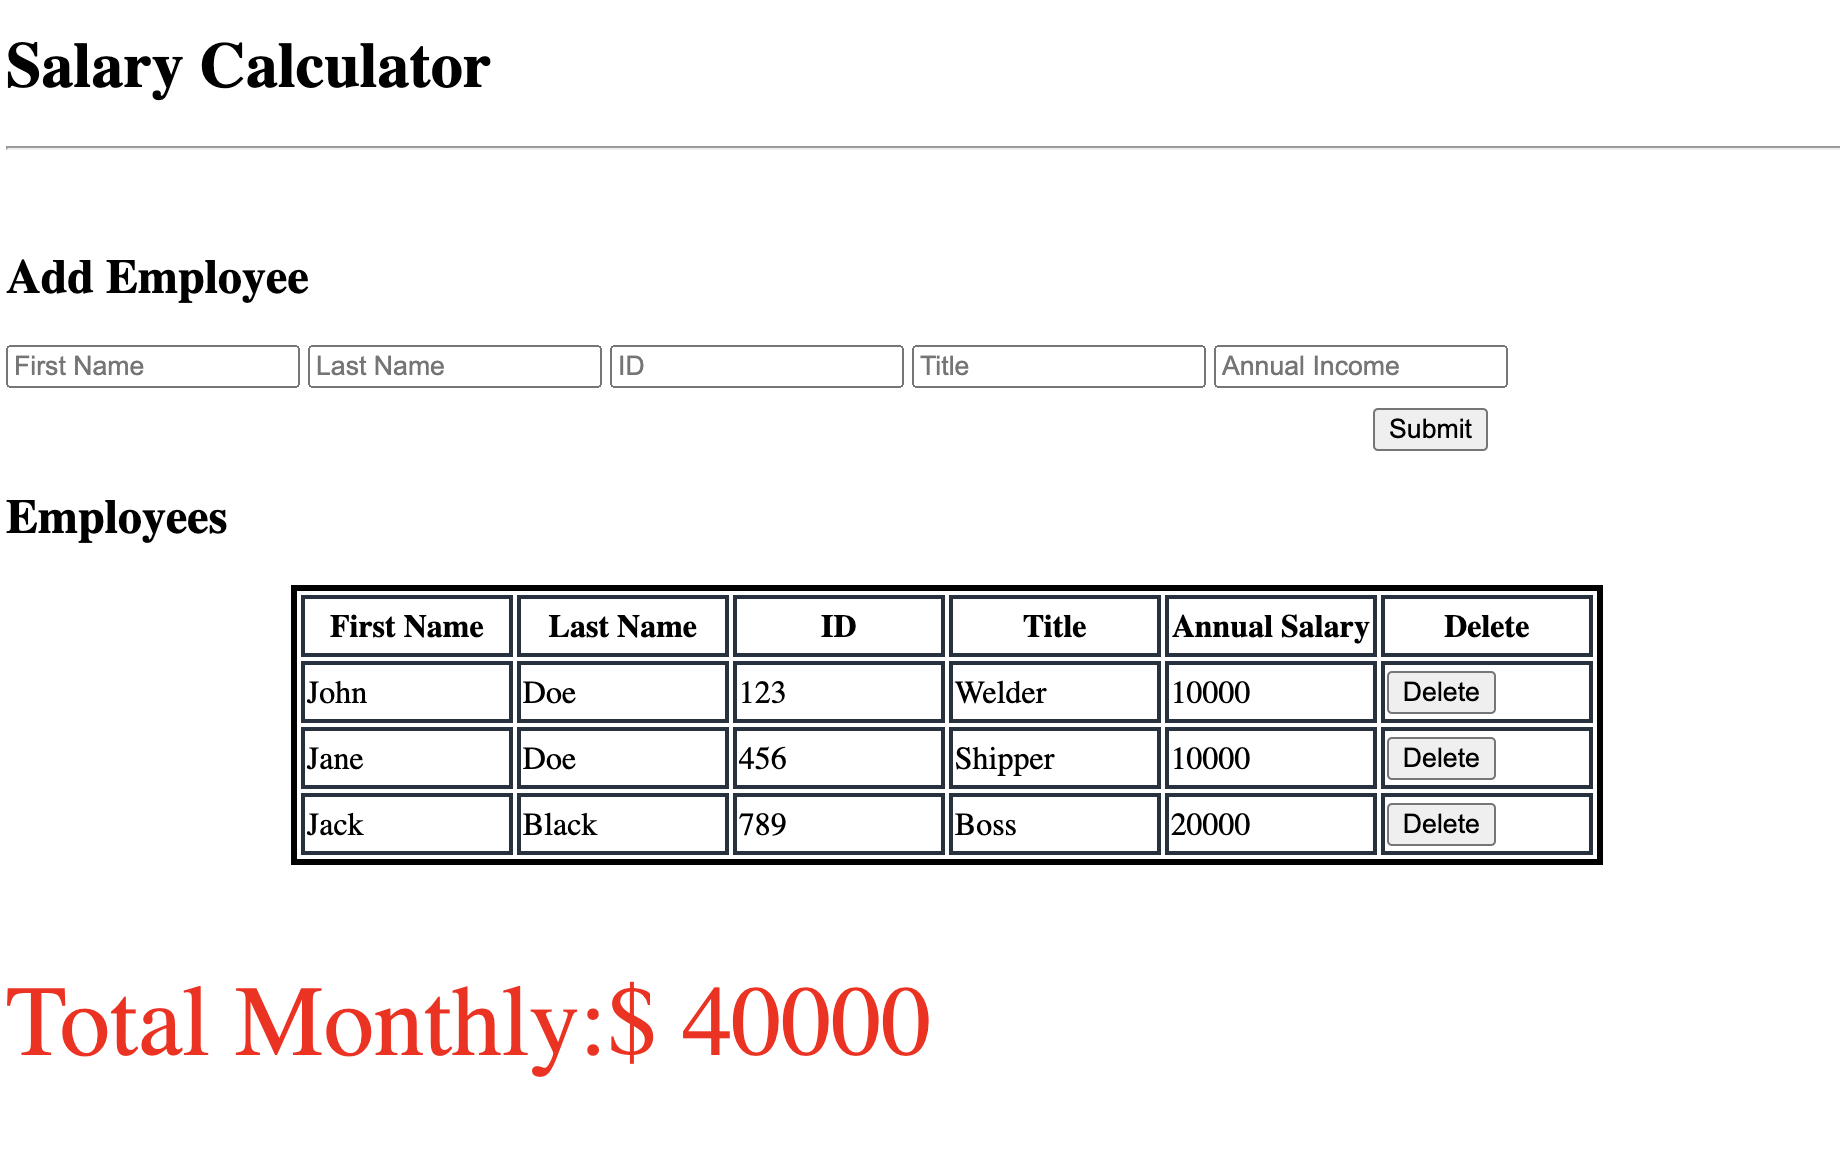 Salary Calculator
Add Employee
First Name Last Name ID Title Annual Income
Submit
Employees
First Name Last Name ID Title Annual Salary Delete
John Doe 123 Welder 10000 Delete
Jane Doe 456 Shipper 10000 Delete
Jack Black 789 Boss 20000 Delete
Total Monthly:$ 40000